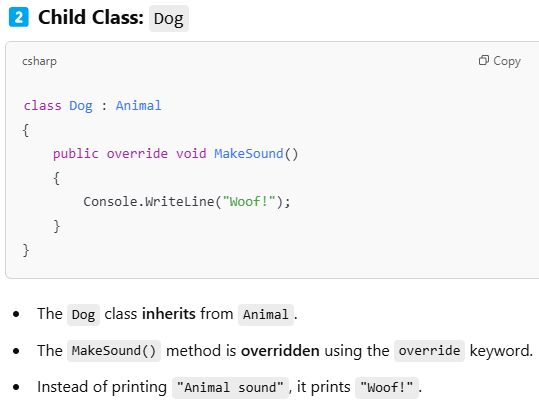 2 Child Class: Dog
csharp Copy
class Dog : Animal
{
    public override void MakeSound()
    {
        Console.WriteLine("Woof!");
    }
}
• The Dog class inherits from Animal.
• The MakeSound() method is overridden using the override keyword.
• Instead of printing "Animal sound", it prints "Woof!".